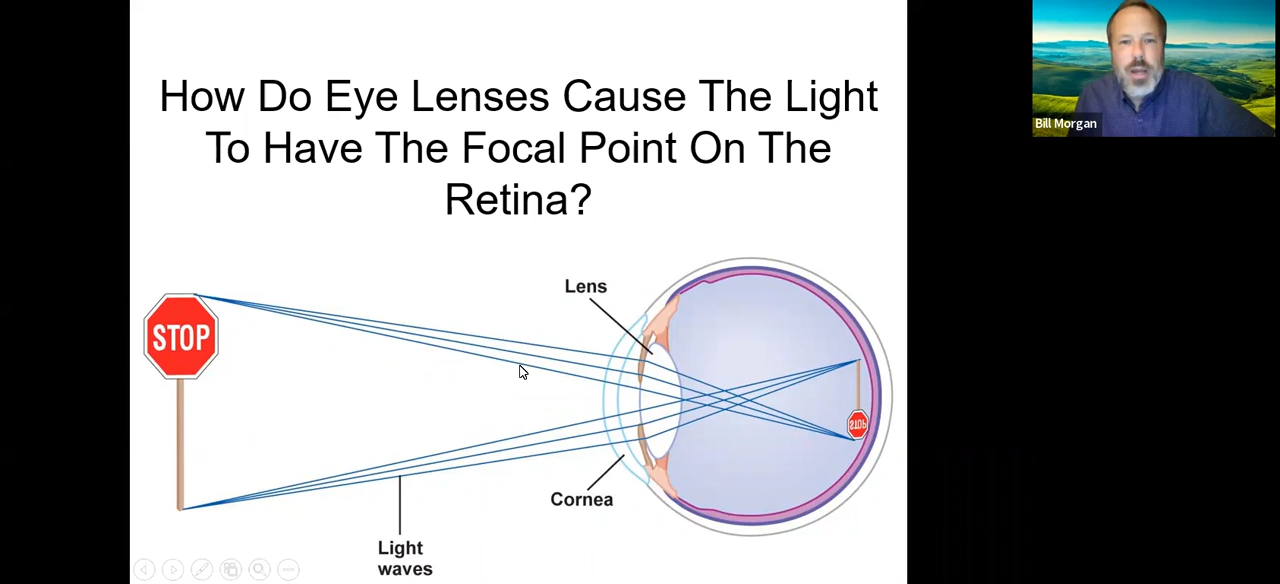 How Do Eye Lenses Cause The Light
To Have The Focal Point On The
Retina?
Bill Morgan
Lens
STOP
STOP
Cornea
Light
waves